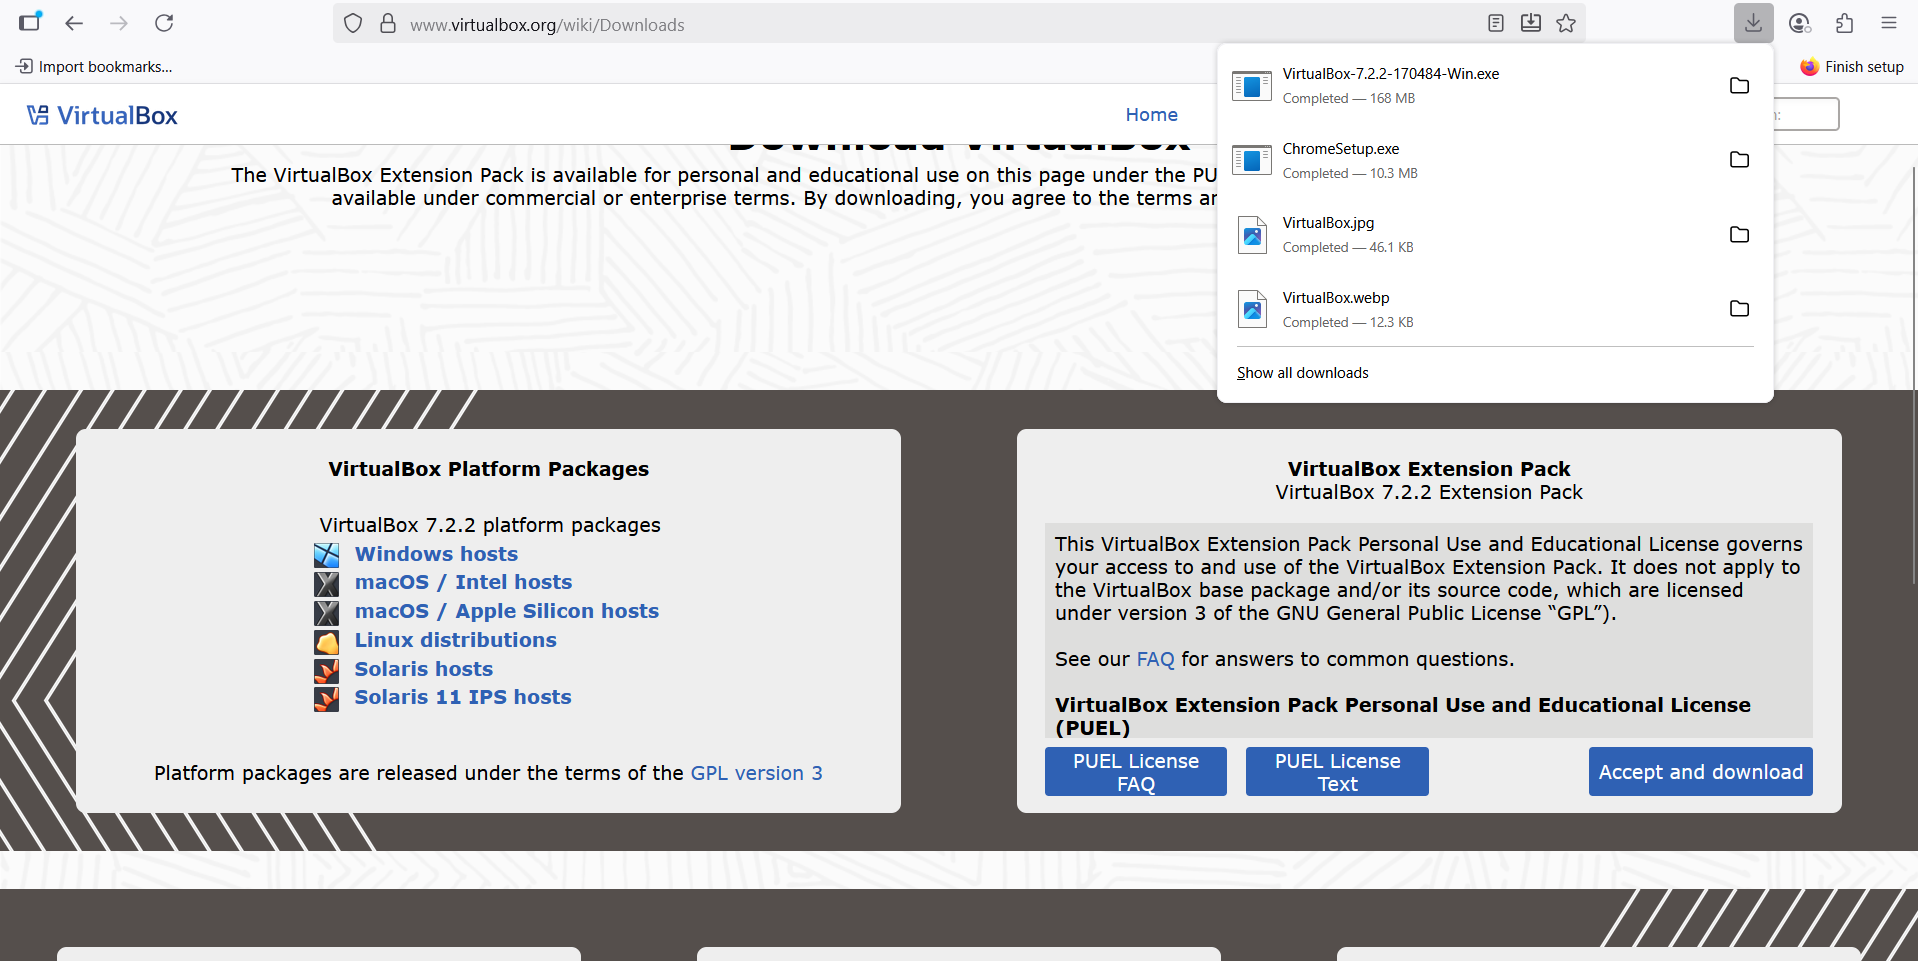 www.virtualbox.org/wiki/Downloads
Import bookmarks...
Finish setup
VirtualBox
Home
VirtualBox-7.2.2-170484-Win.exe
Completed — 168 MB
ChromeSetup.exe
Completed — 10.3 MB
VirtualBox.jpg
Completed — 46.1 KB
VirtualBox.webp
Completed — 12.3 KB
Show all downloads
Download VirtualBox
The VirtualBox Extension Pack is available for personal and educational use on this page under the PU
available under commercial or enterprise terms. By downloading, you agree to the terms
VirtualBox Platform Packages
VirtualBox 7.2.2 platform packages
Windows hosts
macOS / Intel hosts
macOS / Apple Silicon hosts
Linux distributions
Solaris hosts
Solaris 11 IPS hosts
Platform packages are released under the terms of the GPL version 3
VirtualBox Extension Pack
VirtualBox 7.2.2 Extension Pack
This VirtualBox Extension Pack Personal Use and Educational License governs
your access to and use of the VirtualBox Extension Pack. It does not apply to
the VirtualBox base package and/or its source code, which are licensed
under version 3 of the GNU General Public License “GPL”).
See our FAQ for answers to common questions.
VirtualBox Extension Pack Personal Use and Educational License
(PUEL)
PUEL License
FAQ
PUEL License
Text
Accept and download